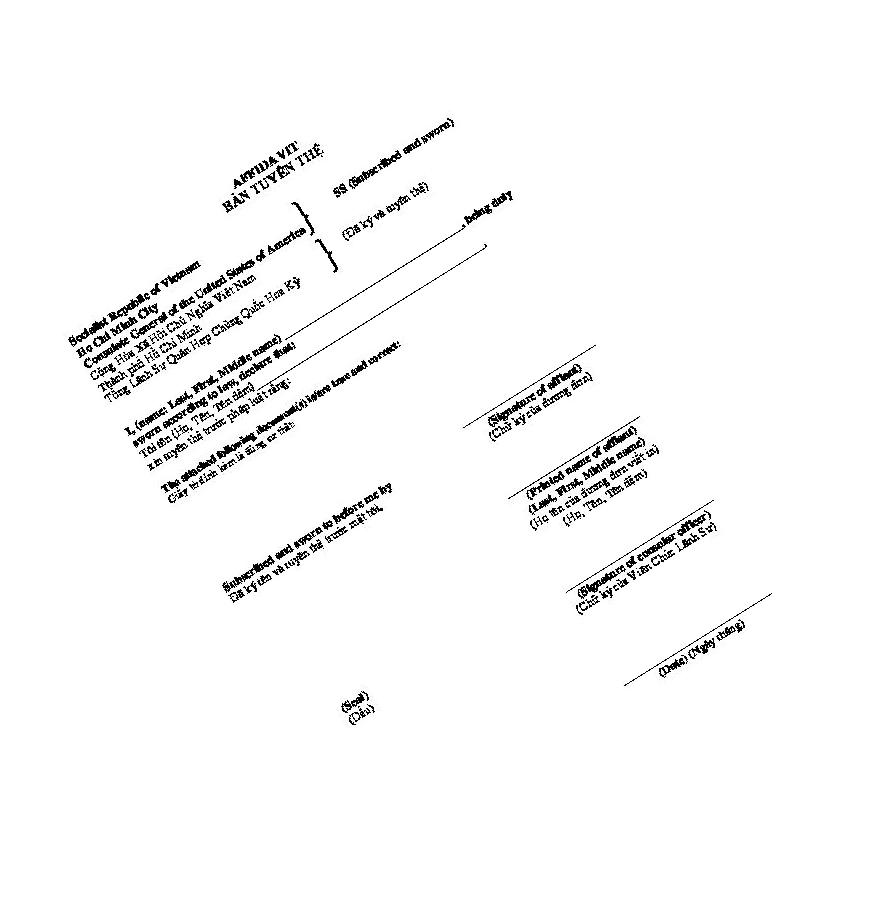 AFFIDAVIT
BẢN TUYÊN THỆ
Socialist Republic of Vietnam
Ho Chi Minh City
Consulate General of the United States of America
SS (Subscribed and sworn)
Cộng Hòa Xã Hội Chủ Nghĩa Việt Nam
Thành phố Hồ Chí Minh
Tổng Lãnh Sự Quán Hợp Chủng Quốc Hoa Kỳ
(Đã ký và tuyên thệ)
I, (name: Last, First, Middle name) , being duly
sworn according to law, declare that:
Tôi tên (Họ, Tên, Tên đệm) ,
xin tuyên thệ trước pháp luật rằng:
The attached following document(s) is/are true and correct:
Giấy tờ đính kèm là đúng sự thật:
(Signature of affiant)
(Chữ ký của đương đơn)
(Printed name of affiant)
(Last, First, Middle name)
(Họ tên của đương đơn viết in)
(Họ, Tên, Tên đệm)
Subscribed and sworn to before me by
Đã ký tên và tuyên thệ trước mặt tôi,
(Signature of consular officer)
(Chữ ký của Viên Chức Lãnh Sự)
(Seal)
(Dấu)
(Date) (Ngày tháng)